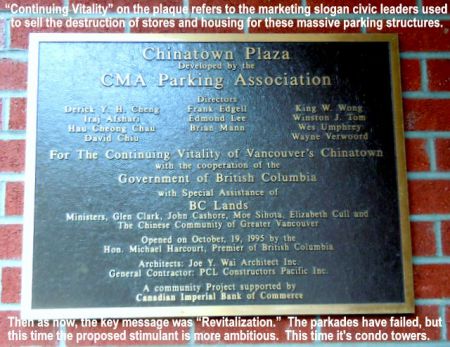 “Continuing Vitality” on the plaque refers to the marketing slogan civic leaders used
to sell the destruction of stores and housing for these massive parking structures.
Chinatown Plaza
Developed by the
CMA Parking Association
Directors
Derick Y. H. Cheng Frank Edgell King W. Wong
Iraj Afshari Edmond Lee Winston J. Tom
Hau Cheong Chau Brian Mann Wes Umphrey
David Chiu Wayne Verwoord
For The Continuing Vitality of Vancouver's Chinatown
with the cooperation of the
Government of British Columbia
with Special Assistance of
BC Lands
Ministers, Glen Clark, John Cashore, Moe Sihota, Elizabeth Cull and
The Chinese Community of Greater Vancouver
Opened on October, 19, 1995 by the
Hon. Michael Harcourt, Premier of British Columbia
Architects: Joe Y. Wai Architect Inc.
General Contractor: PCL Constructors Pacific Inc.
A community Project supported by
Canadian Imperial Bank of Commerce
Then as now, the key message was “Revitalization.” The parkades have failed, but
this time the proposed stimulant is more ambitious. This time it's condo towers.